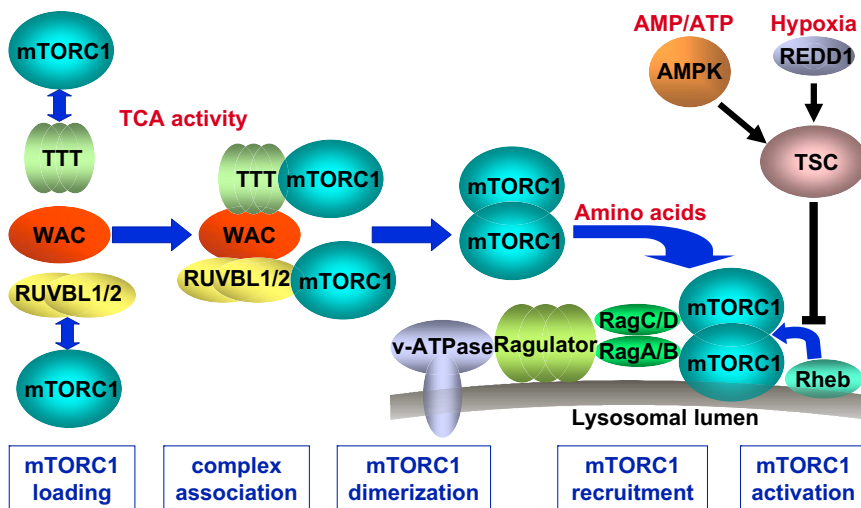 mTORC1
TTT
TCA activity
WAC
RUVBL1/2
mTORC1
TTT
mTORC1
WAC
RUVBL1/2
mTORC1
mTORC1
mTORC1
Amino acids
AMP/ATP
Hypoxia
AMPK
REDD1
TSC
v-ATPase
Ragulator
RagC/D
RagA/B
mTORC1
mTORC1
Rheb
Lysosomal lumen
mTORC1
loading
complex
association
mTORC1
dimerization
mTORC1
recruitment
mTORC1
activation